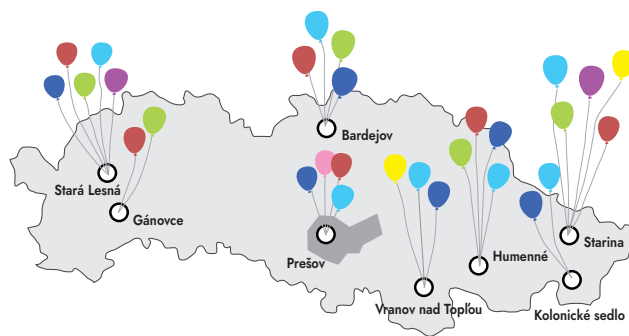 Bardejov
Stará Lesná
Gánovce
Prešov
Humenné
Starina
Vranov nad Topľou
Kolonické sedlo